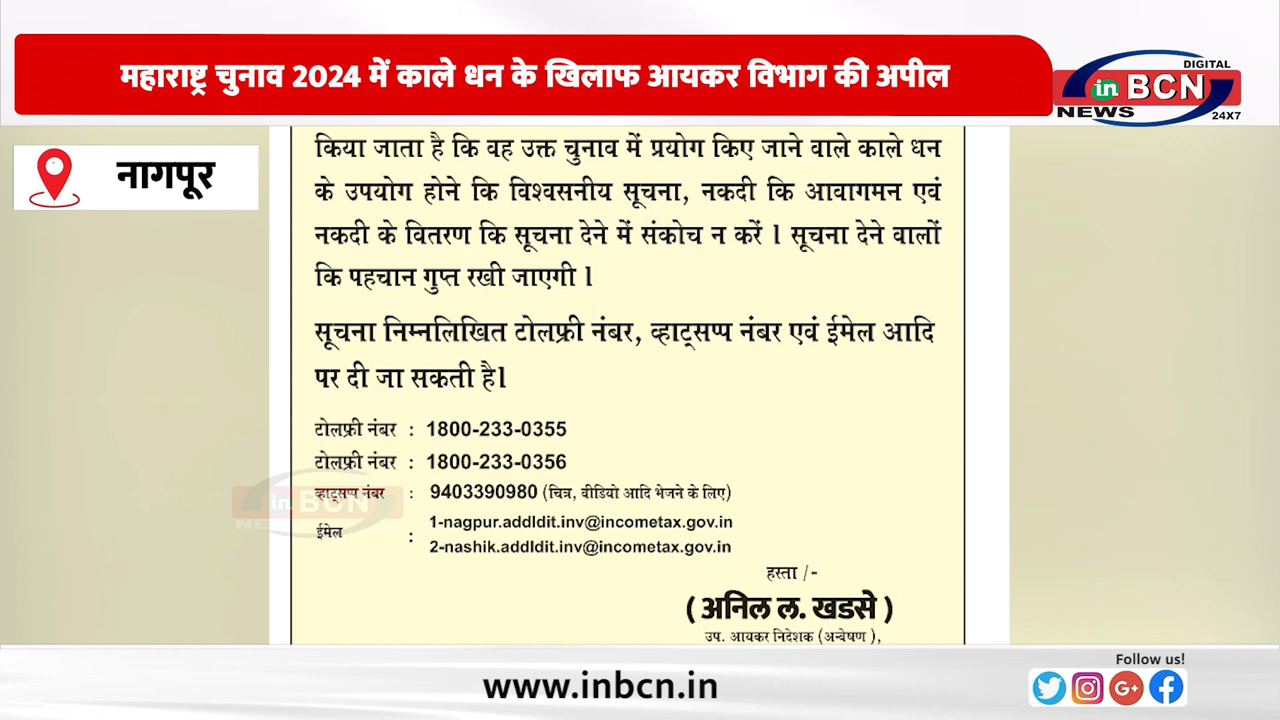 महाराष्ट्र चुनाव 2024 में काले धन के खिलाफ आयकर विभाग की अपील
DIGITAL
in BCN
NEWS
24X7
नागपूर
किया जाता है कि वह उक्त चुनाव में प्रयोग किए जाने वाले काले धन
के उपयोग होने कि विश्वसनीय सूचना, नकदी कि आवागमन एवं
नकदी के वितरण कि सूचना देने में संकोच न करें । सूचना देने वालों
कि पहचान गुप्त रखी जाएगी ।
सूचना निम्नलिखित टोलफ्री नंबर, व्हाट्सप्प नंबर एवं ईमेल आदि
पर दी जा सकती है।
टोलफ्री नंबर : 1800-233-0355
टोलफ्री नंबर : 1800-233-0356
व्हाट्सप्प नंबर : 9403390980 (चित्र, वीडियो आदि भेजने के लिए)
in BCN
NEWS
ईमेल : 1-nagpur.addldit.inv@incometax.gov.in
2-nashik.addldit.inv@incometax.gov.in
हस्ता /-
( अनिल ल. खडसे )
उप. आयकर निदेशक (अन्वेषण ),
Follow us!
www.inbcn.in